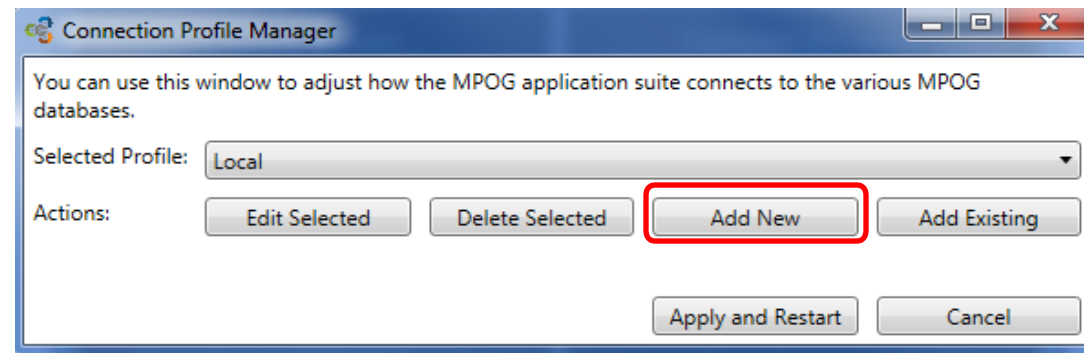 Connection Profile Manager
You can use this window to adjust how the MPOG application suite connects to the various MPOG
databases.
Selected Profile: Local
Actions: Edit Selected Delete Selected Add New Add Existing
Apply and Restart Cancel